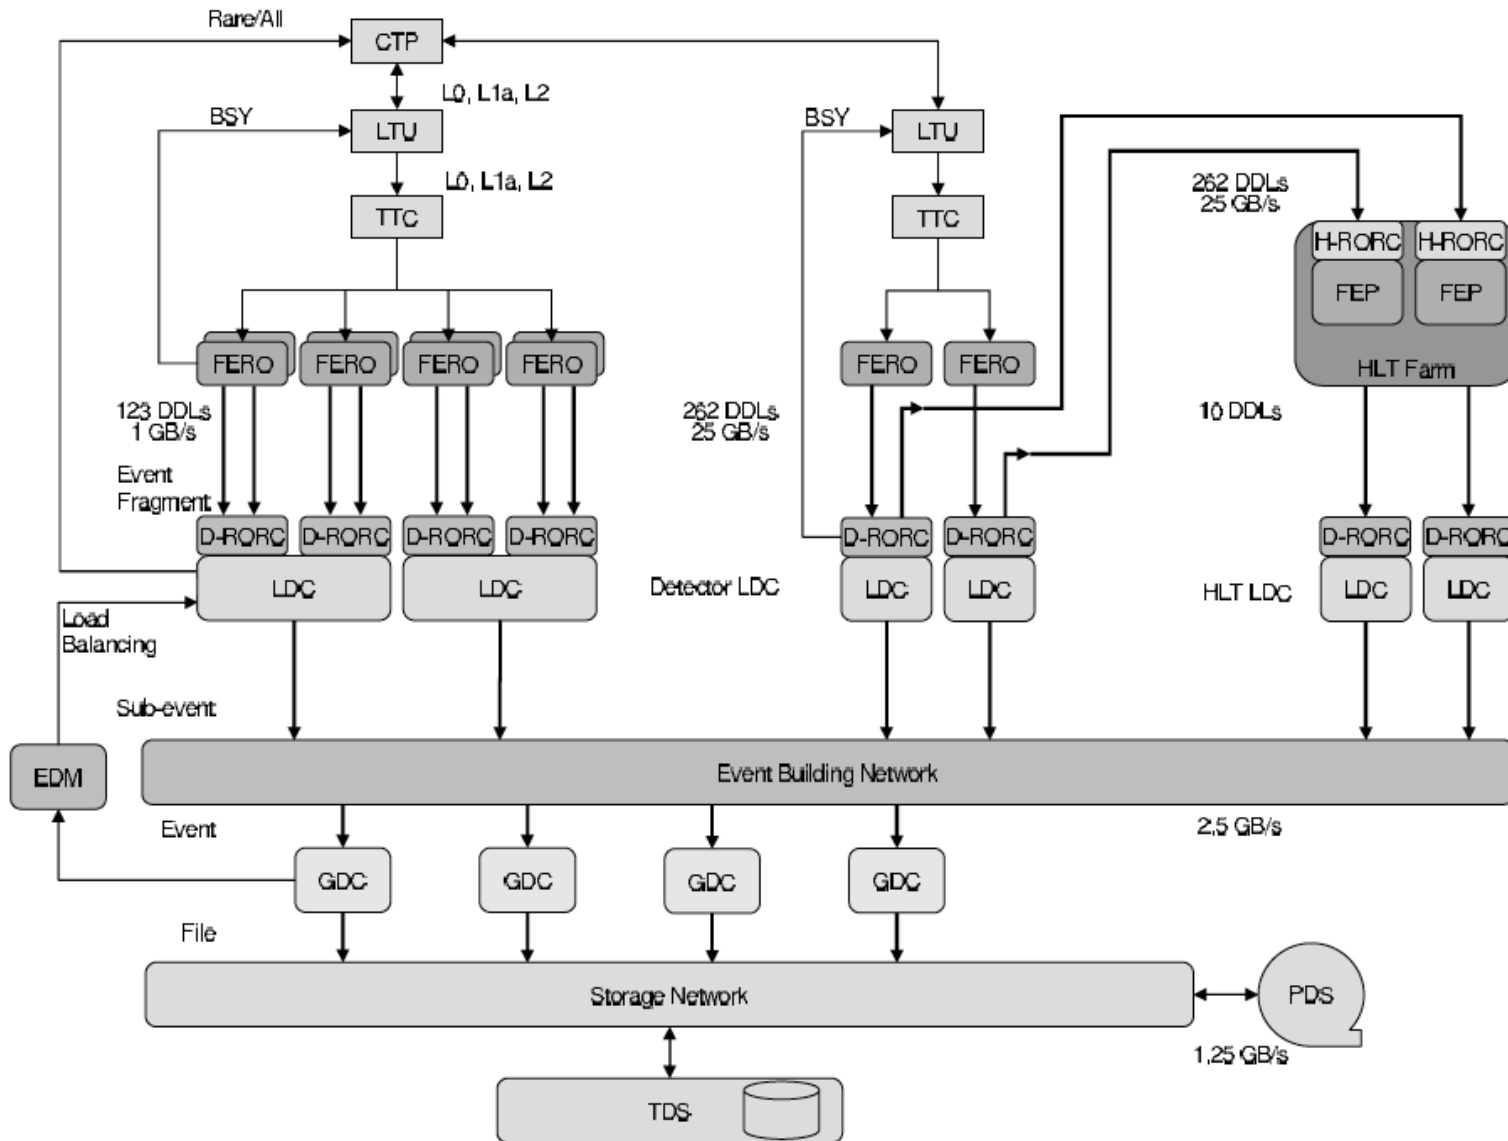 Rare/All
CTP
L0, L1a, L2
BSY
LTU
BSY
LTU
L0, L1a, L2
262 DDLs
25 GB/s
TTC
TTC
H-RORC
H-RORC
FEP
FEP
FERO
FERO
FERO
FERO
FERO
FERO
HLT Farm
123 DDLs
1 GB/s
262 DDLs
25 GB/s
10 DDLs
Event
Fragment
D-RORC
D-RORC
D-RORC
D-RORC
D-RORC
D-RORC
D-RORC
D-RORC
LDC
LDC
Detector LDC
LDC
LDC
HLT LDC
LDC
LDC
Load
Balancing
Sub-event
EDM
Event Building Network
Event
2,5 GB/s
GDC
GDC
GDC
GDC
File
Storage Network
PDS
1,25 GB/s
TDS